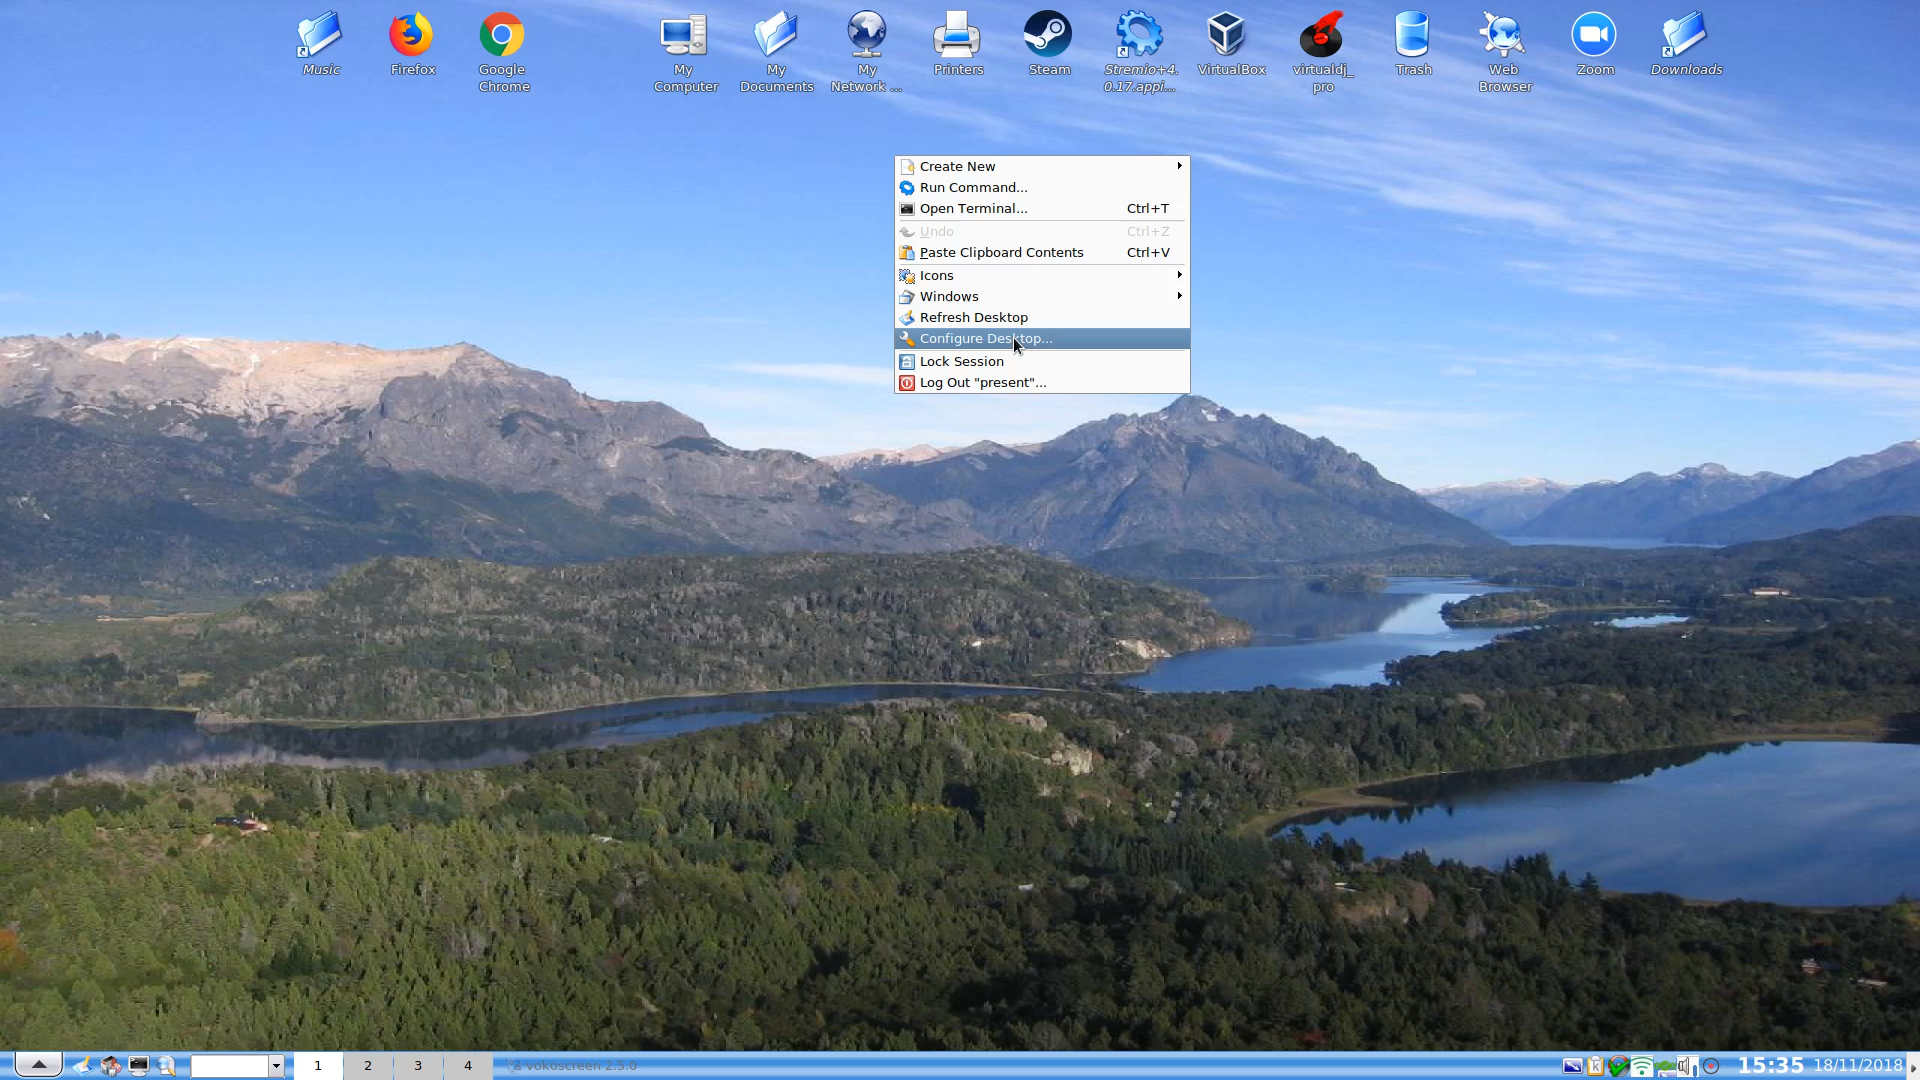 Music
Firefox
Google
Chrome
My
Computer
My
Documents
My
Network ...
Printers
Steam
Stremio+4.
0.17.appi...
VirtualBox
virtualdj_
pro
Trash
Web
Browser
Zoom
Downloads
Create New
Run Command...
Open Terminal... Ctrl+T
Undo Ctrl+Z
Paste Clipboard Contents Ctrl+V
Icons
Windows
Refresh Desktop
Configure Desktop...
Lock Session
Log Out "present"...
1 2 3 4 vokoscreen 2.5.0 15:35 18/11/2018